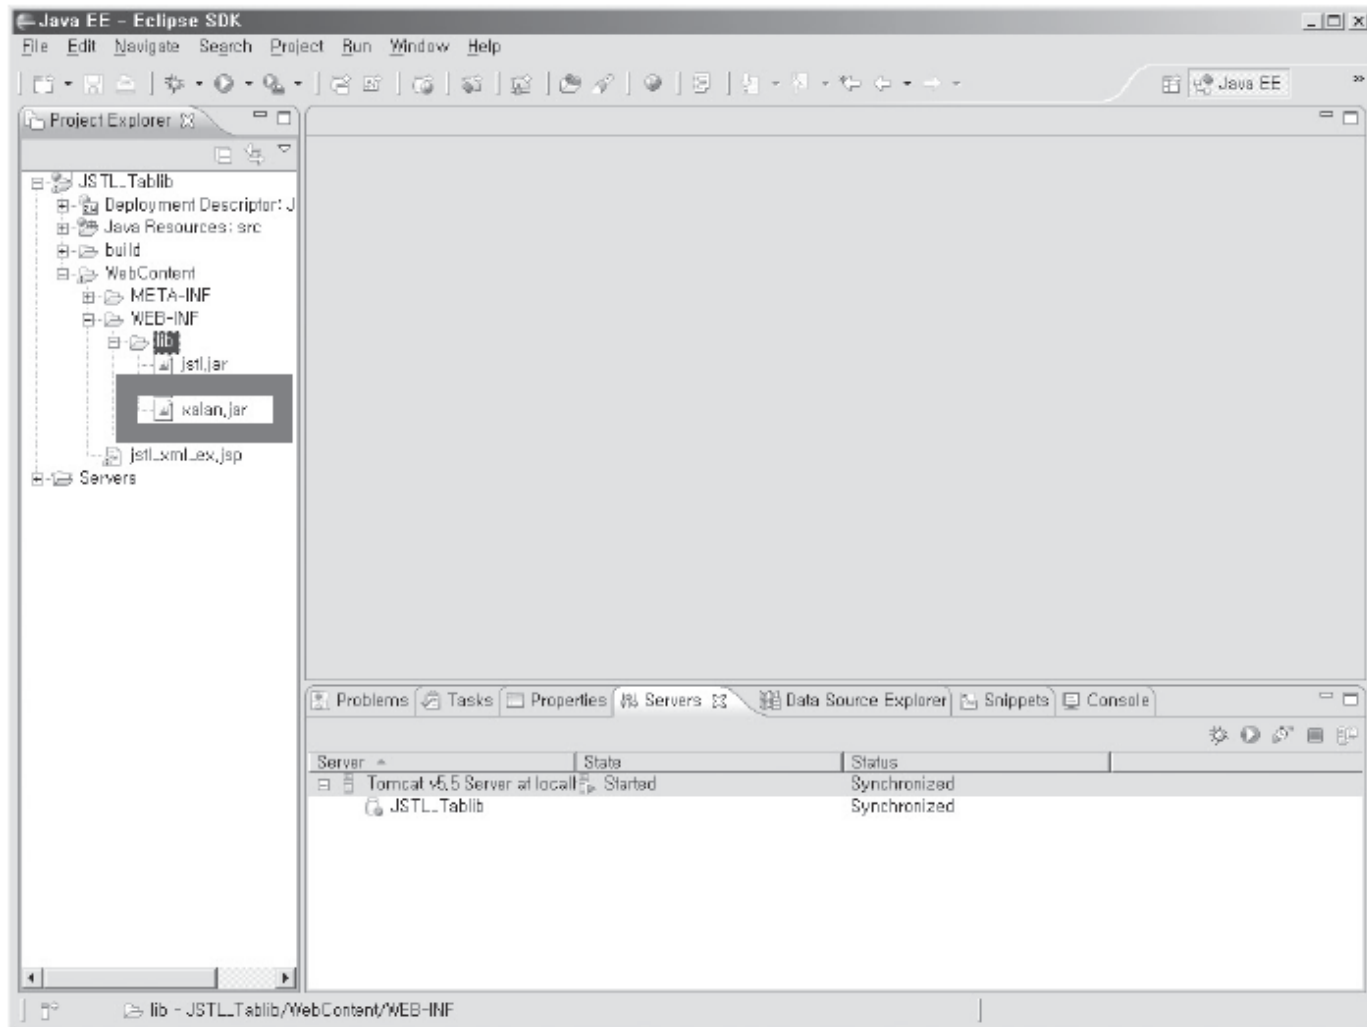 Java EE - Eclipse SDK
File Edit Navigate Search Project Run Window Help
Java EE
Project Explorer
JSTL_Tablib
Deployment Descriptor: J
Java Resources: src
build
WebContent
META-INF
WEB-INF
lib
jstl.jar
xalan.jar
jstl_xml_ex.jsp
Servers
Problems Tasks Properties Servers Data Source Explorer Snippets Console
Server State Status
Tomcat v5.5 Server at locall Started Synchronized
JSTL_Tablib Synchronized
lib - JSTL_Tablib/WebContent/WEB-INF